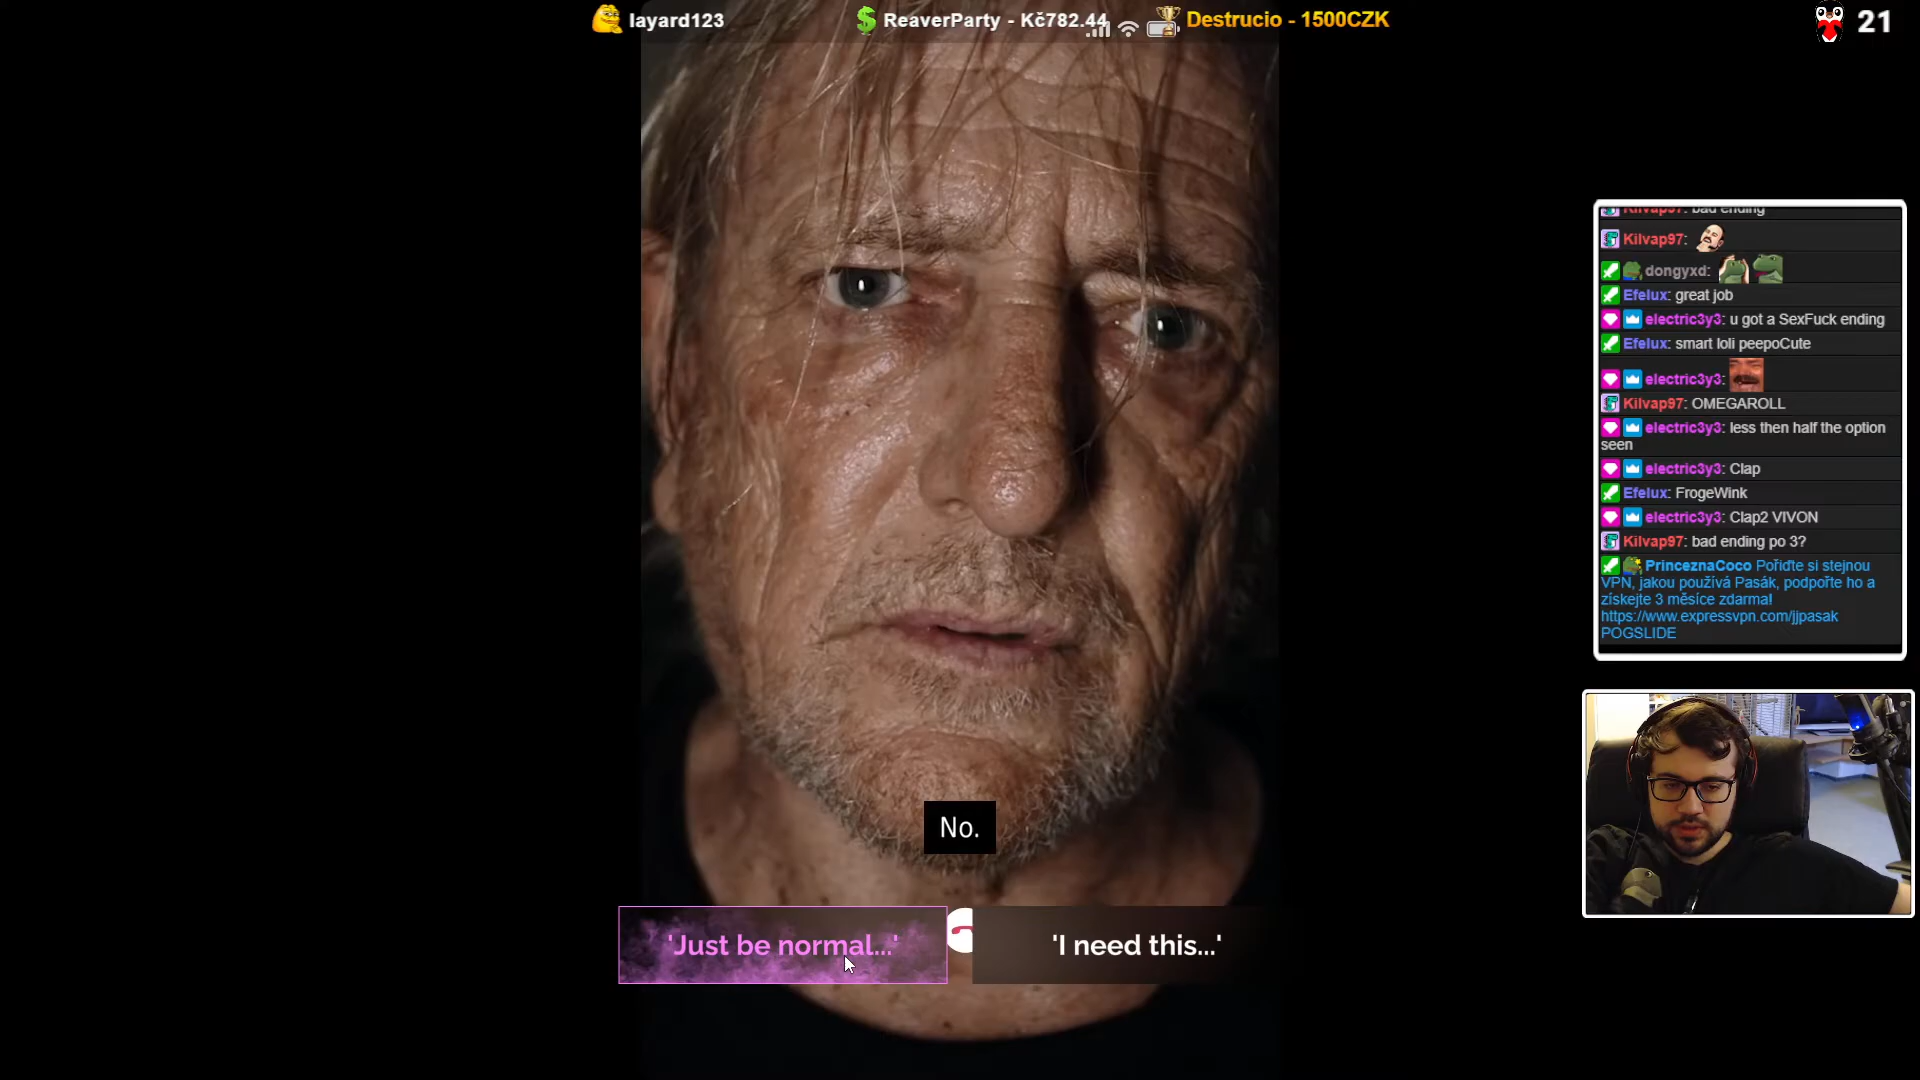 layard123
ReaverParty - Kč782.44
Destrucio - 1500CZK
21
Kilvap97: bad ending
Kilvap97:
dongyxd:
Efelux: great job
electric3y3: u got a SexFuck ending
Efelux: smart loli peepoCute
electric3y3:
Kilvap97: OMEGAROLL
electric3y3: less then half the option
seen
electric3y3: Clap
Efelux: FrogeWink
electric3y3: Clap2 VIVON
Kilvap97: bad ending po 3?
PrinceznaCoco Pořiďte si stejnou
VPN, jakou používá Pasák, podpořte ho a
získejte 3 měsíce zdarma!
https://www.expressvpn.com/jjpasak
POGSLIDE
No.
'Just be normal...'
'I need this...'